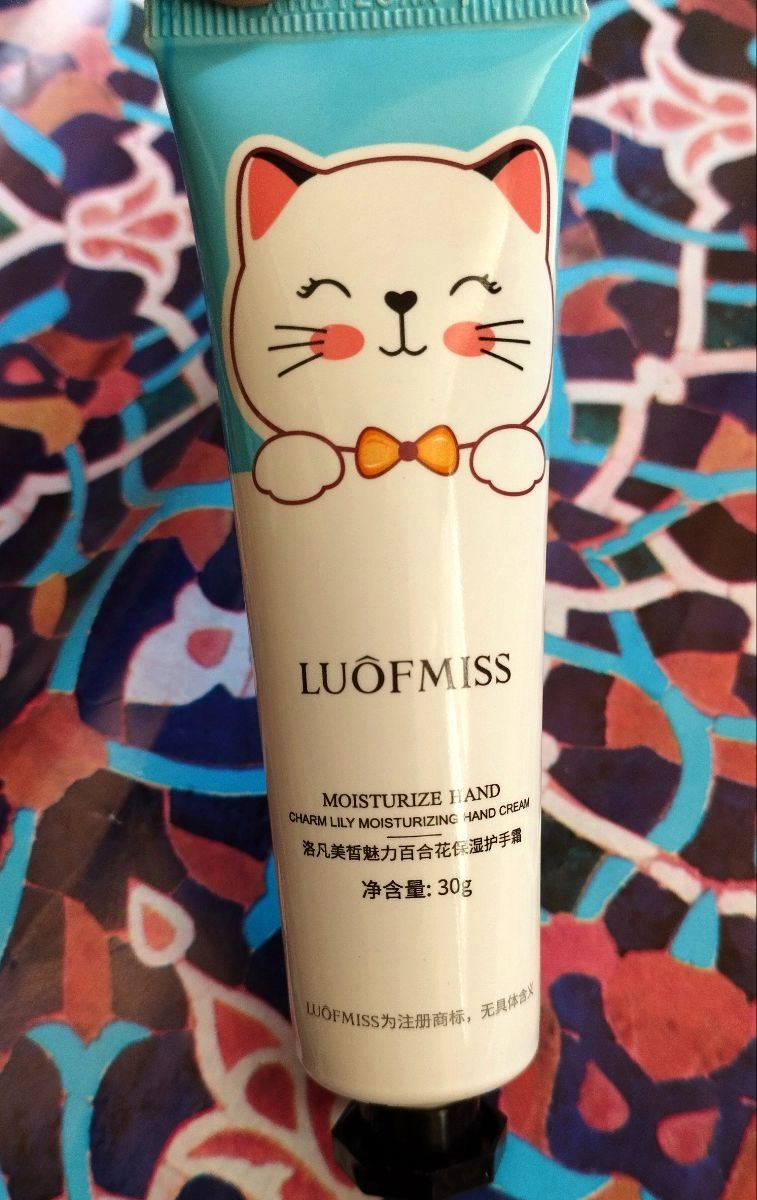 LUÔFMISS
MOISTURIZE HAND
CHARM LILY MOISTURIZING HAND CREAM
洛凡美皙魅力百合花保湿护手霜
净含量: 30g
LUÔFMISS为注册商标，无具体含义